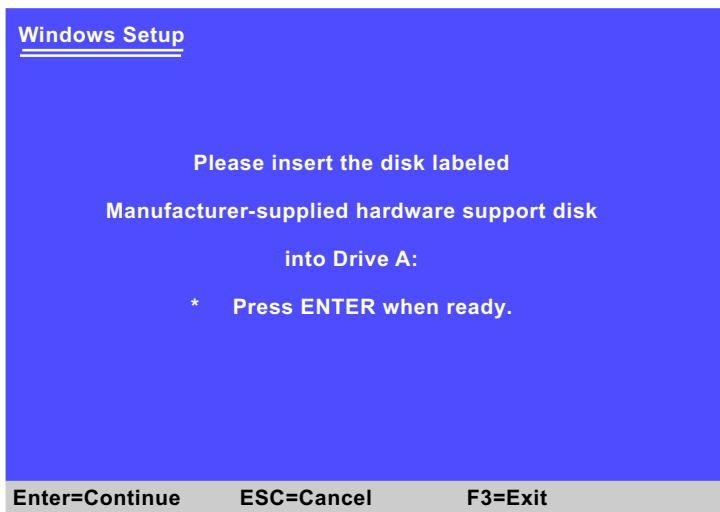 Windows Setup
Please insert the disk labeled
Manufacturer-supplied hardware support disk
into Drive A:
* Press ENTER when ready.
Enter=Continue ESC=Cancel F3=Exit